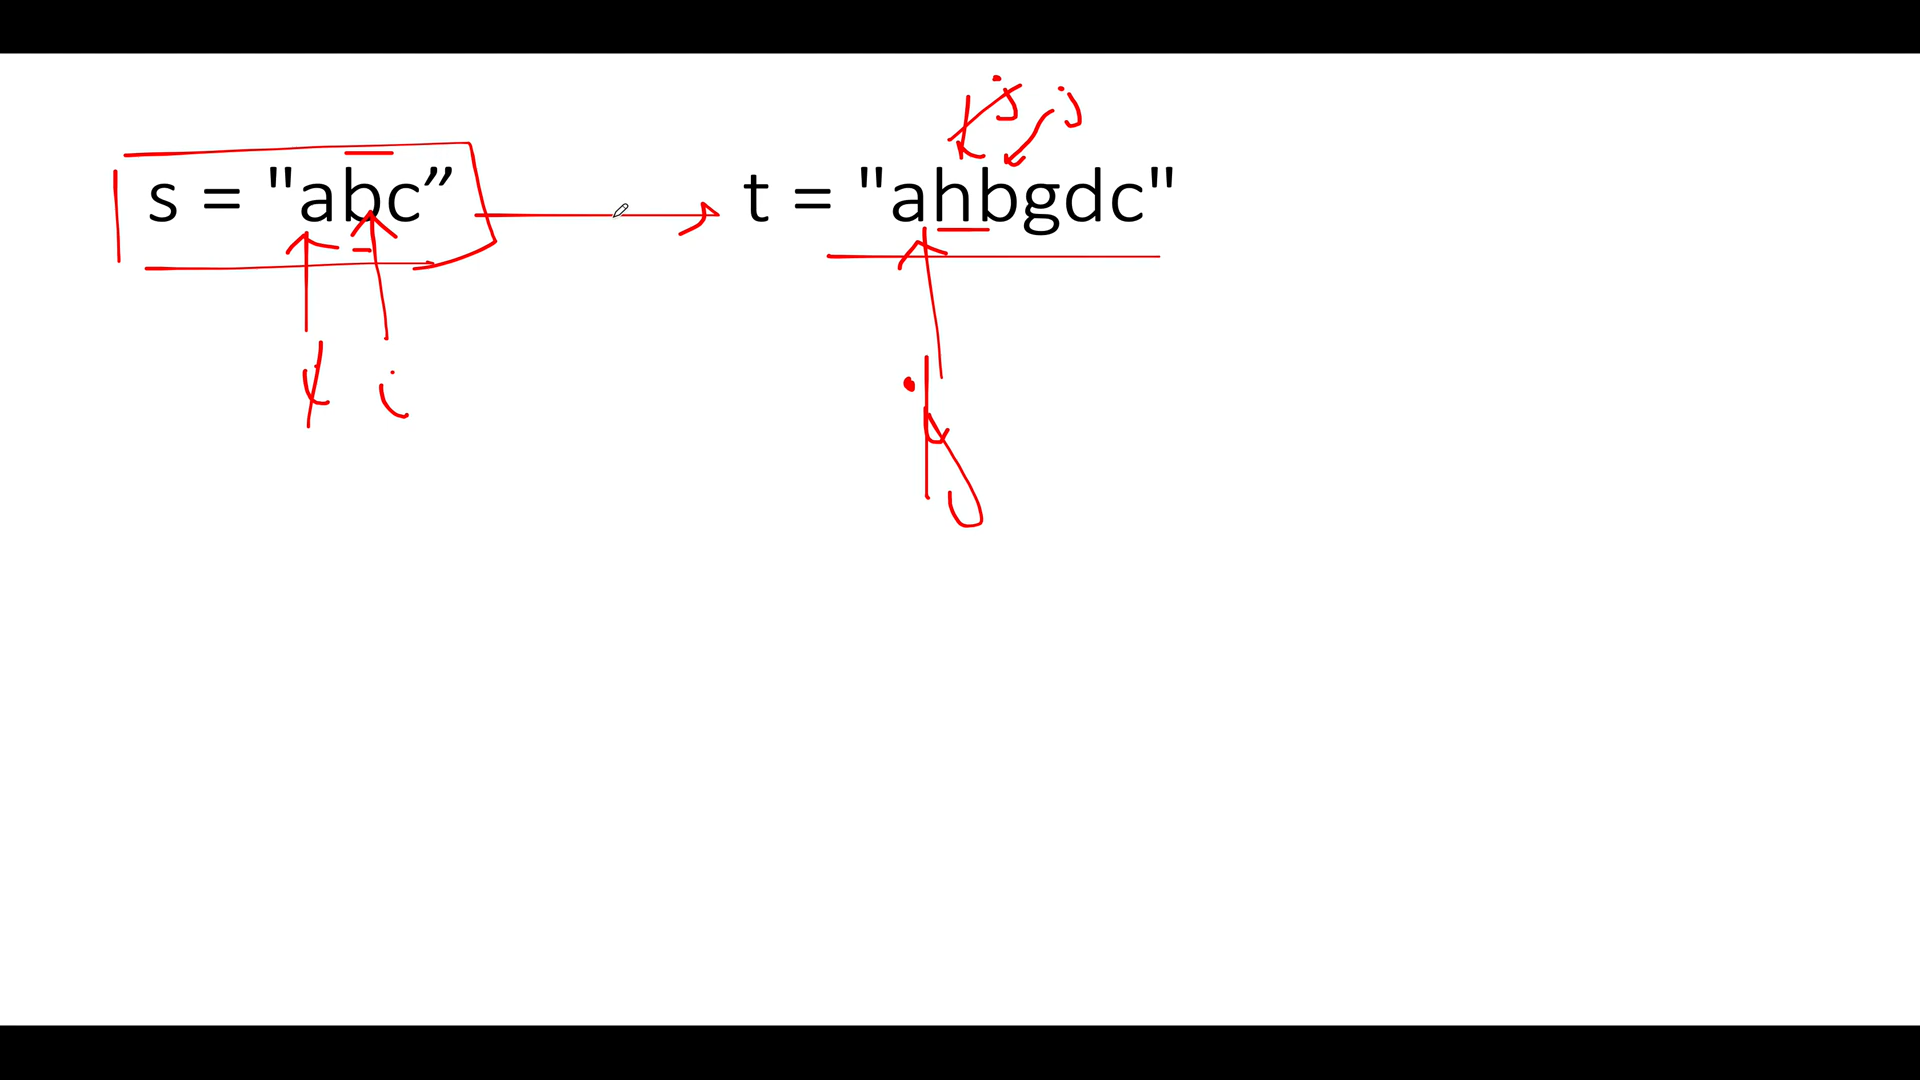 j j
s = "abc” t = "ahbgdc"
i i j